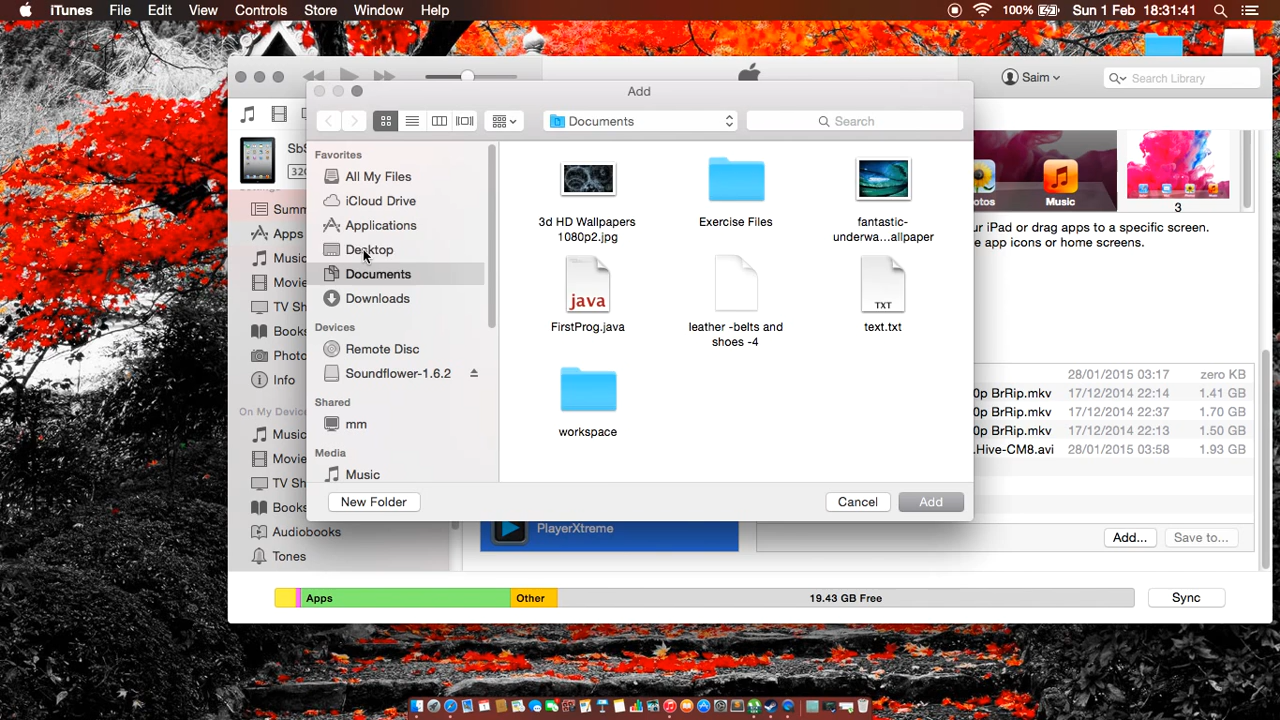 iTunes File Edit View Controls Store Window Help
100% Sun 1 Feb 18:31:41
Saim
Search Library
Add
Documents
Search
SbS
32G
Settings
Summ
Apps
Music
Movie
TV Sh
Books
Photo
Info
On My Device
Music
Movie
TV Sh
Books
Audiobooks
Tones
Favorites
All My Files
iCloud Drive
Applications
Desktop
Documents
Downloads
Devices
Remote Disc
Soundflower-1.6.2
Shared
mm
Media
Music
3d HD Wallpapers
1080p2.jpg
Exercise Files
fantastic-
underwa...allpaper
java
FirstProg.java
leather -belts and
shoes -4
TXT
text.txt
workspace
New Folder
Cancel
Add
otos
Music
3
ur iPad or drag apps to a specific screen.
e app icons or home screens.
28/01/2015 03:17 zero KB
0p BrRip.mkv 17/12/2014 22:14 1.41 GB
0p BrRip.mkv 17/12/2014 22:37 1.70 GB
0p BrRip.mkv 17/12/2014 22:13 1.50 GB
.Hive-CM8.avi 28/01/2015 03:58 1.93 GB
PlayerXtreme
Add...
Save to...
Apps
Other
19.43 GB Free
Sync